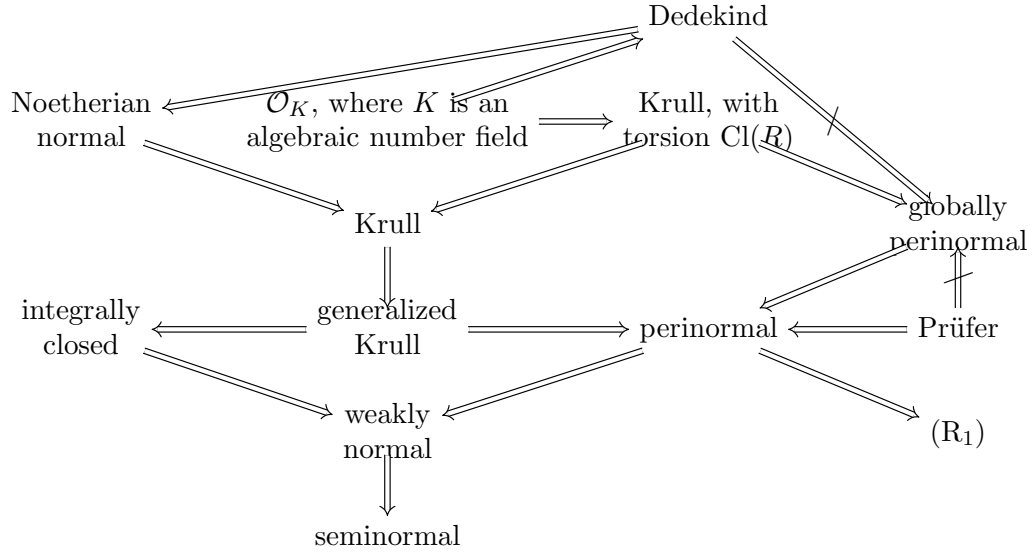 Dedekind
Noetherian
normal
𝒪_K, where K is an
algebraic number field
Krull, with
torsion Cl(R)
globally
perinormal
Krull
integrally
closed
generalized
Krull
perinormal
Prüfer
weakly
normal
(R₁)
seminormal